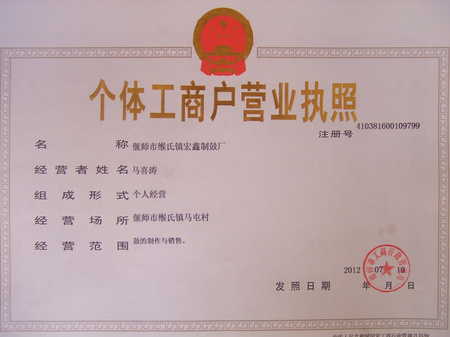 个体工商户营业执照
注册号 410381600109799
名称 偃师市缑氏镇宏鑫制鼓厂
经营者姓名 马喜涛
组成形式 个人经营
经营场所 偃师市缑氏镇马屯村
经营范围 鼓的制作与销售。
2012 07 19
发照日期 年 月 日